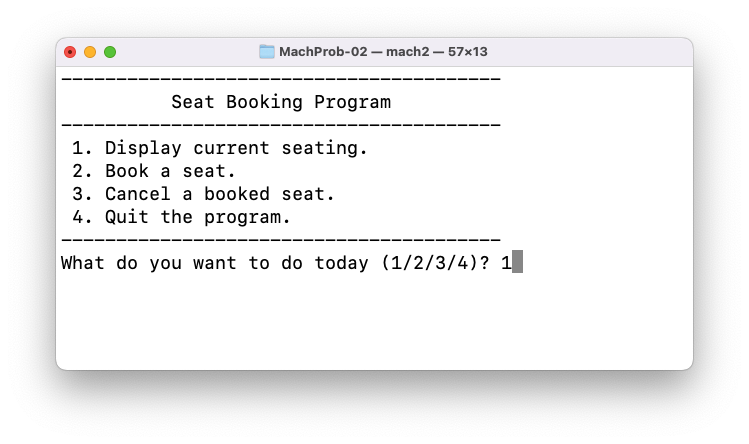 MachProb-02 — mach2 — 57×13
----------------------------------------
Seat Booking Program
----------------------------------------
1. Display current seating.
2. Book a seat.
3. Cancel a booked seat.
4. Quit the program.
----------------------------------------
What do you want to do today (1/2/3/4)? 1